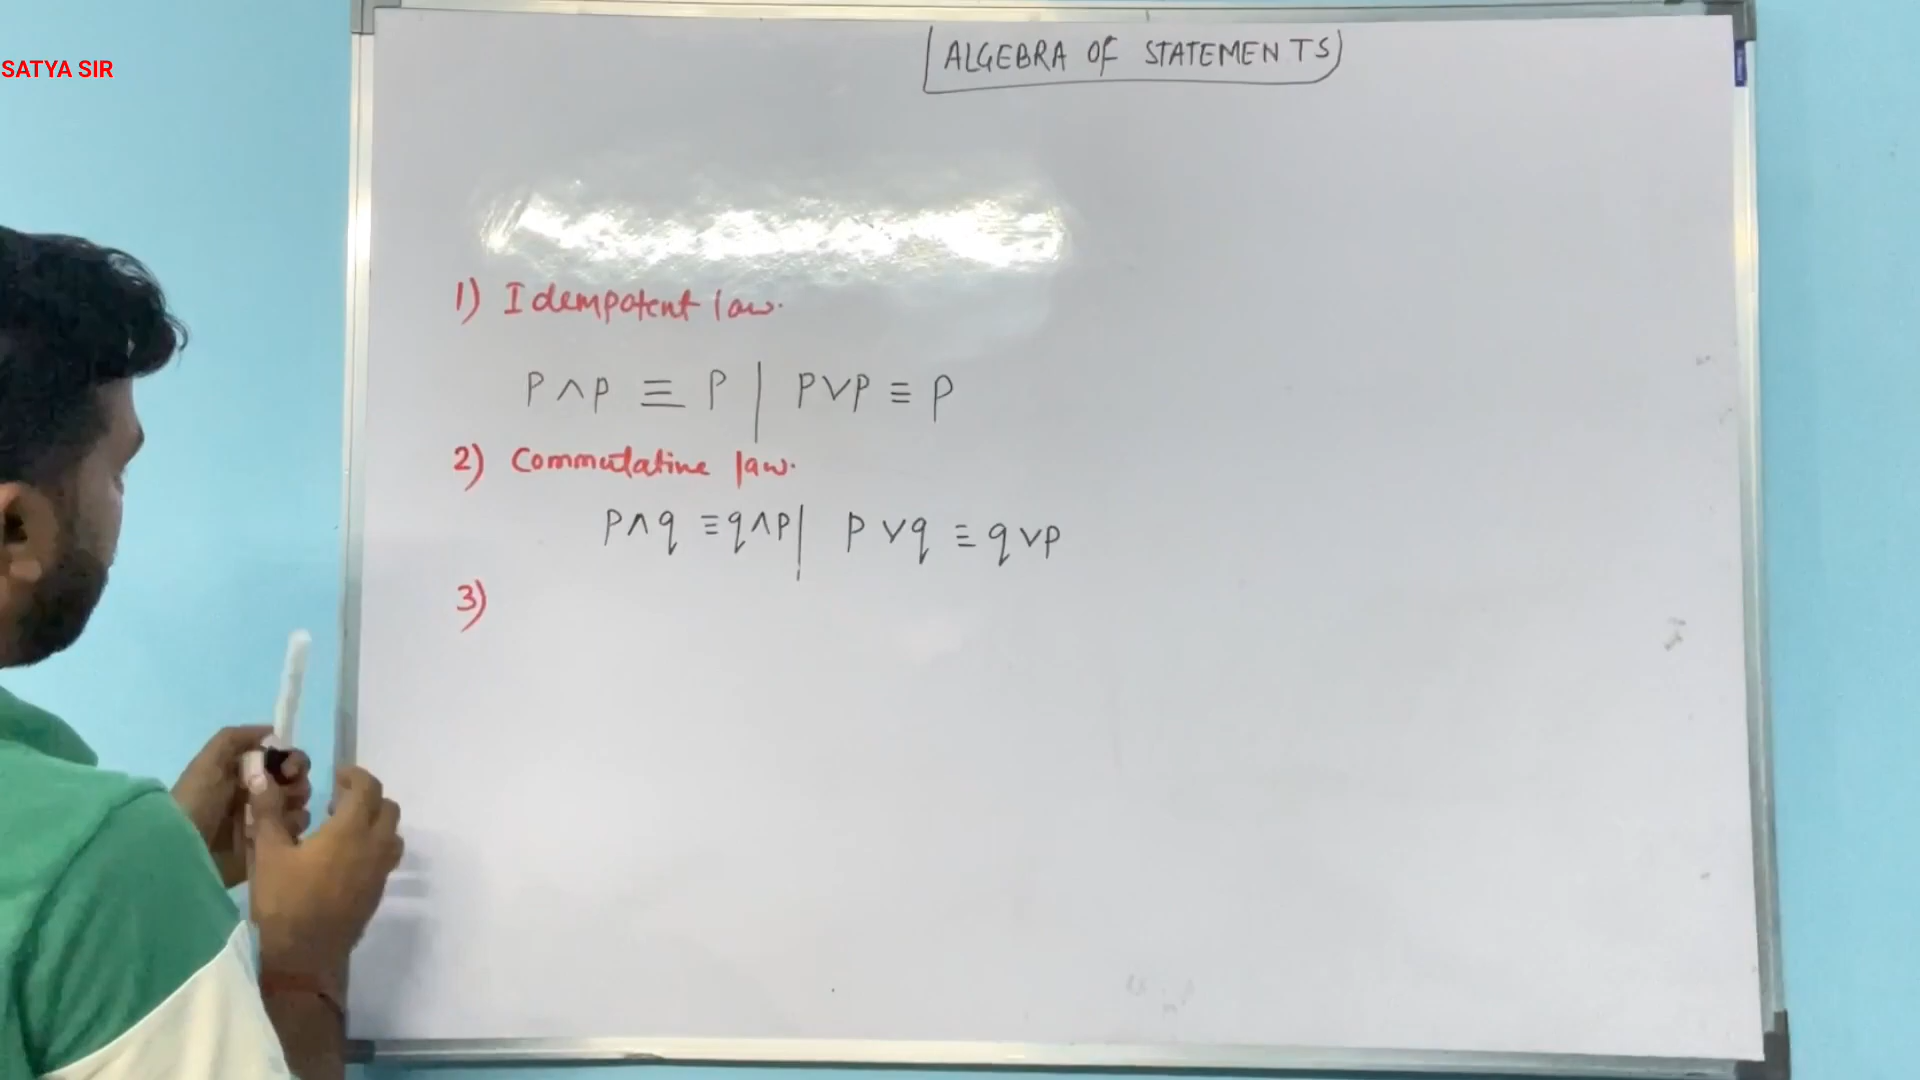 SATYA SIR
ALGEBRA OF STATEMENTS
1) Idempotent law.
P ∧ P ≡ P | P ∨ P ≡ P
2) Commutative law.
P ∧ q ≡ q ∧ P | P ∨ q ≡ q ∨ P
3)